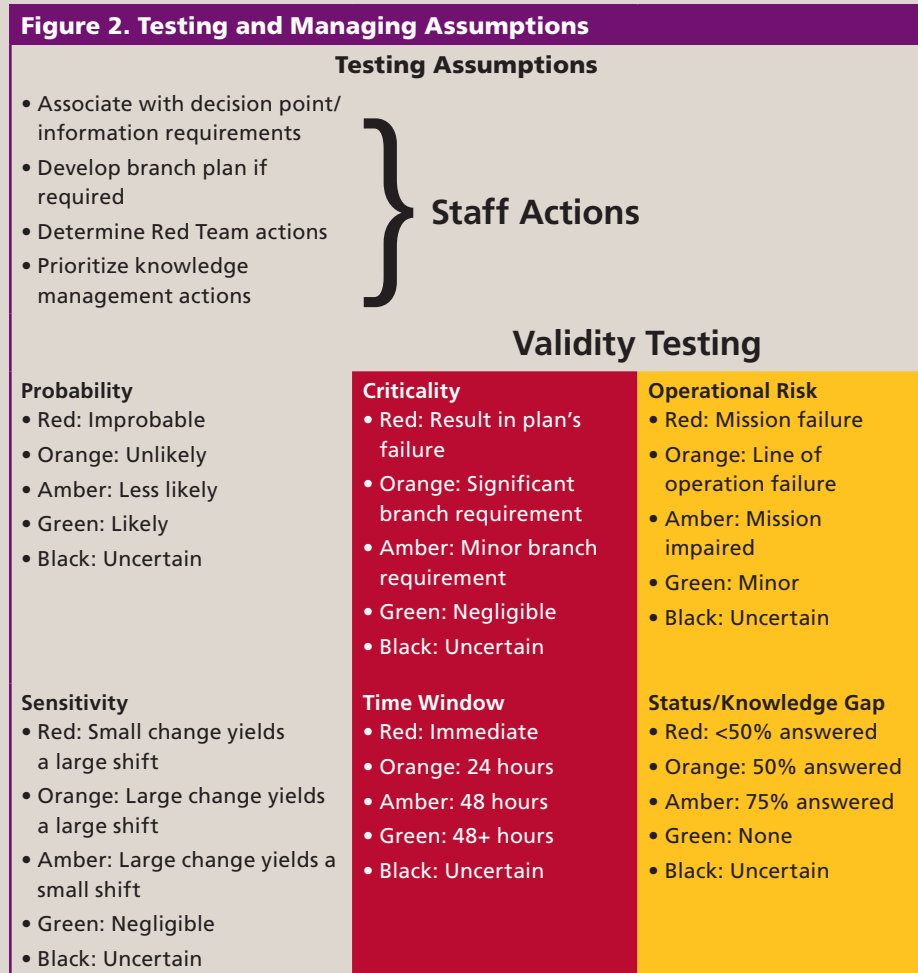 Figure 2. Testing and Managing Assumptions
Testing Assumptions
• Associate with decision point/
information requirements
• Develop branch plan if
required
• Determine Red Team actions
• Prioritize knowledge
management actions
} Staff Actions
Validity Testing
Probability
• Red: Improbable
• Orange: Unlikely
• Amber: Less likely
• Green: Likely
• Black: Uncertain
Criticality
• Red: Result in plan's
failure
• Orange: Significant
branch requirement
• Amber: Minor branch
requirement
• Green: Negligible
• Black: Uncertain
Operational Risk
• Red: Mission failure
• Orange: Line of
operation failure
• Amber: Mission
impaired
• Green: Minor
• Black: Uncertain
Sensitivity
• Red: Small change yields
a large shift
• Orange: Large change yields
a large shift
• Amber: Large change yields a
small shift
• Green: Negligible
• Black: Uncertain
Time Window
• Red: Immediate
• Orange: 24 hours
• Amber: 48 hours
• Green: 48+ hours
• Black: Uncertain
Status/Knowledge Gap
• Red: <50% answered
• Orange: 50% answered
• Amber: 75% answered
• Green: None
• Black: Uncertain